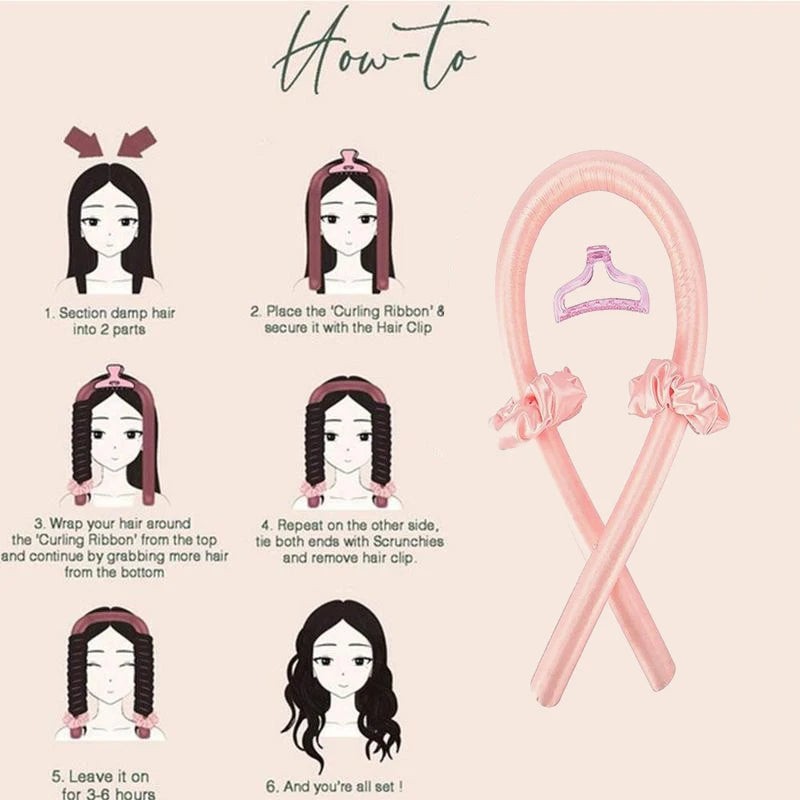 How-to
1. Section damp hair
into 2 parts
2. Place the 'Curling Ribbon' &
secure it with the Hair Clip
3. Wrap your hair around
the 'Curling Ribbon' from the top
and continue by grabbing more hair
from the bottom
4. Repeat on the other side,
tie both ends with Scrunchies
and remove hair clip.
5. Leave it on
for 3-6 hours
6. And you're all set !